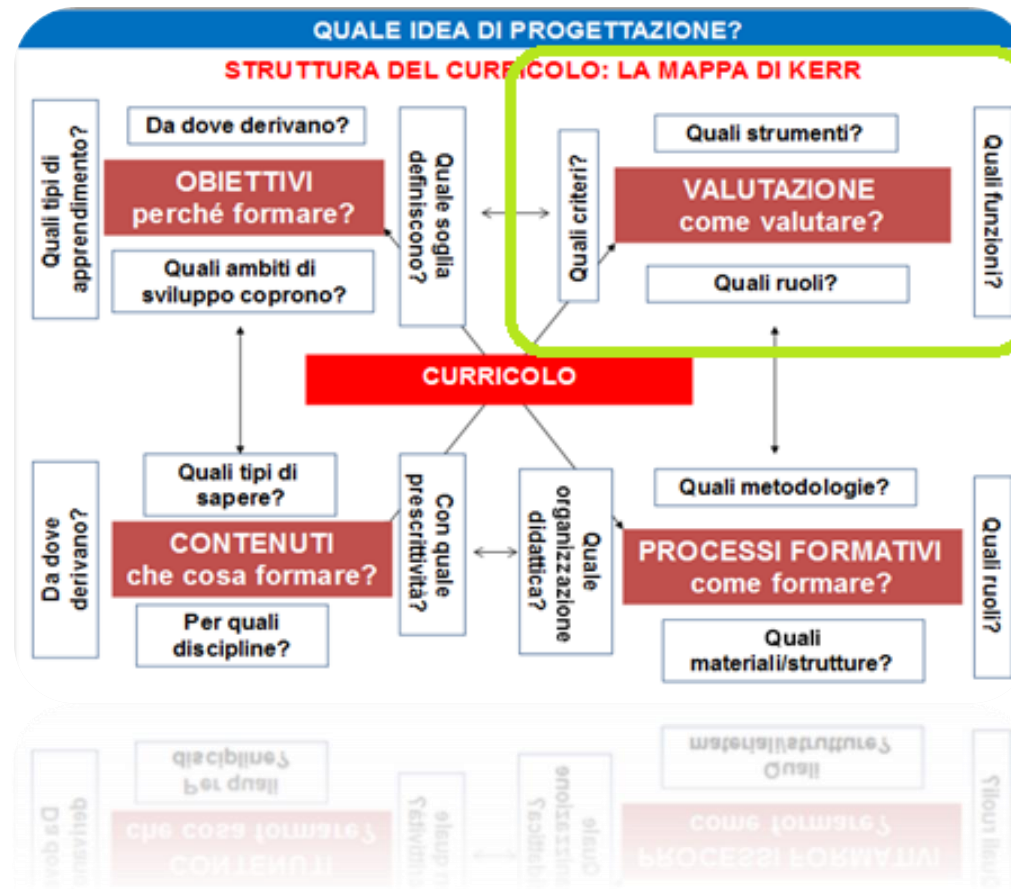 QUALE IDEA DI PROGETTAZIONE?
STRUTTURA DEL CURRICOLO: LA MAPPA DI KERR
Quali tipi di
apprendimento?
Da dove derivano?
OBIETTIVI
perché formare?
Quali ambiti di
sviluppo coprono?
Quale soglia
definiscono?
Quali criteri?
Quali strumenti?
VALUTAZIONE
come valutare?
Quali ruoli?
Quali funzioni?
CURRICOLO
Da dove
derivano?
Quali tipi di
sapere?
CONTENUTI
che cosa formare?
Per quali
discipline?
Con quale
prescrittività?
Quale
organizzazione
didattica?
Quali metodologie?
PROCESSI FORMATIVI
come formare?
Quali
materiali/strutture?
Quali ruoli?